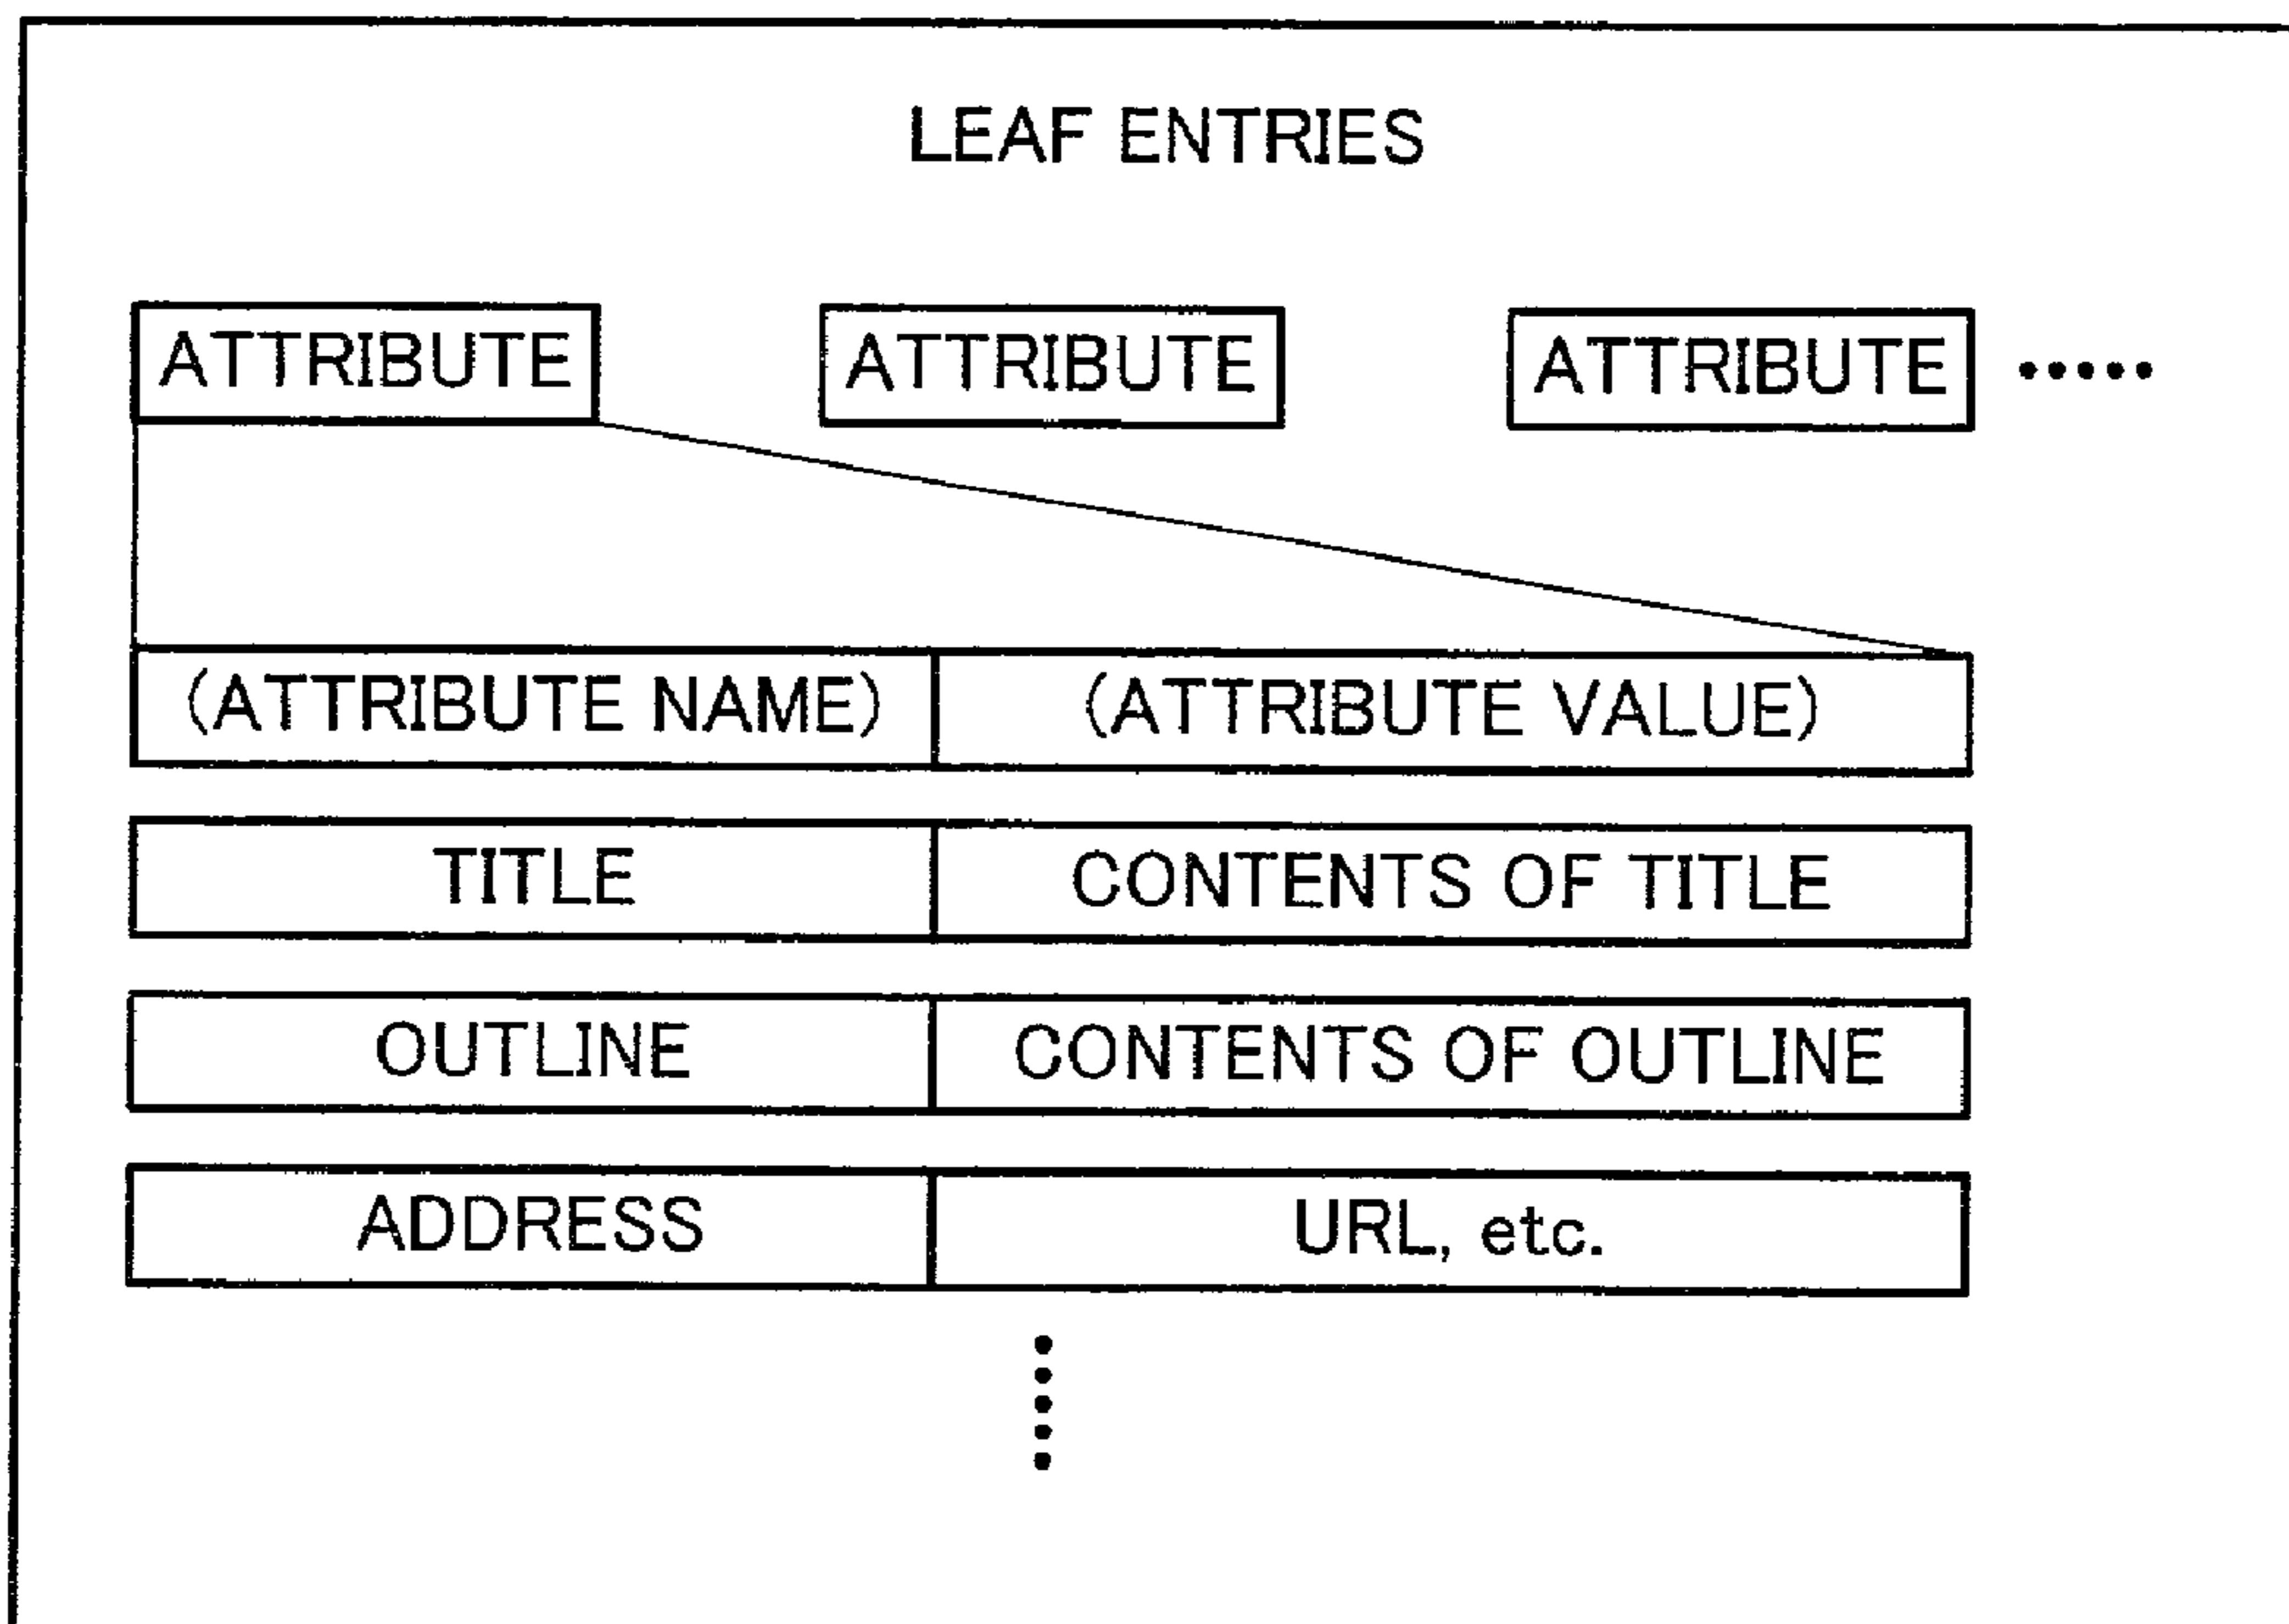 LEAF ENTRIES
ATTRIBUTE ATTRIBUTE ATTRIBUTE .....
(ATTRIBUTE NAME) (ATTRIBUTE VALUE)
TITLE CONTENTS OF TITLE
OUTLINE CONTENTS OF OUTLINE
ADDRESS URL, etc.